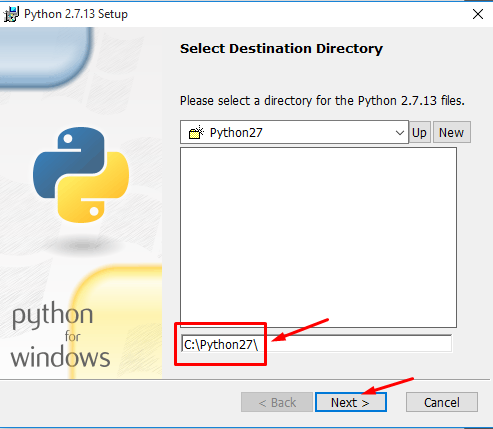 Python 2.7.13 Setup
Select Destination Directory
Please select a directory for the Python 2.7.13 files.
Python27
Up
New
C:\Python27\
python
for
windows
< Back
Next >
Cancel